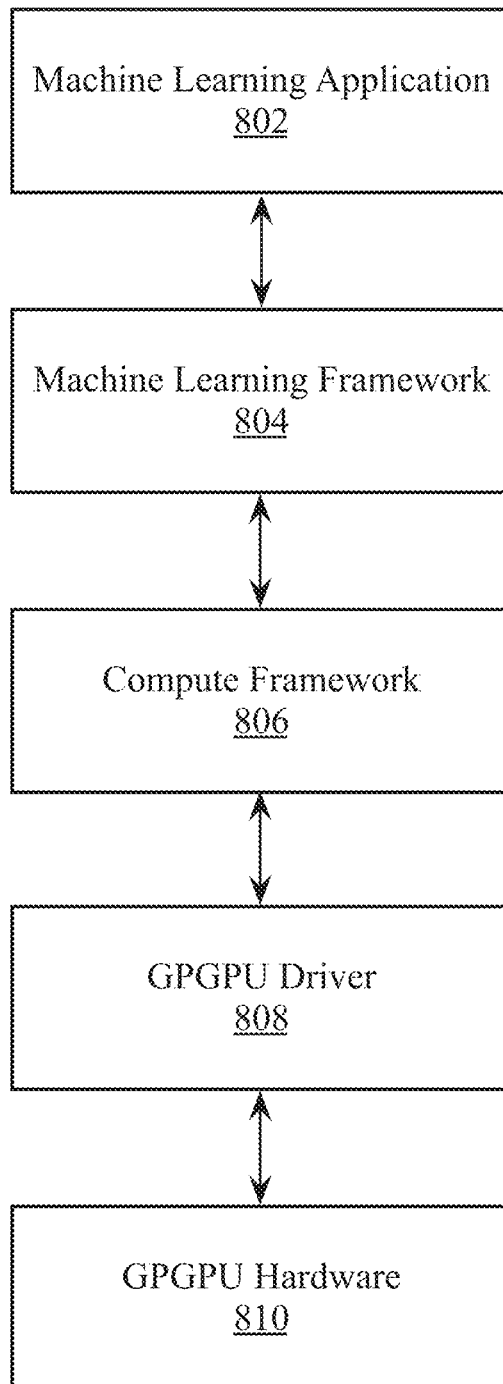 Machine Learning Application
802
Machine Learning Framework
804
Compute Framework
806
GPGPU Driver
808
GPGPU Hardware
810